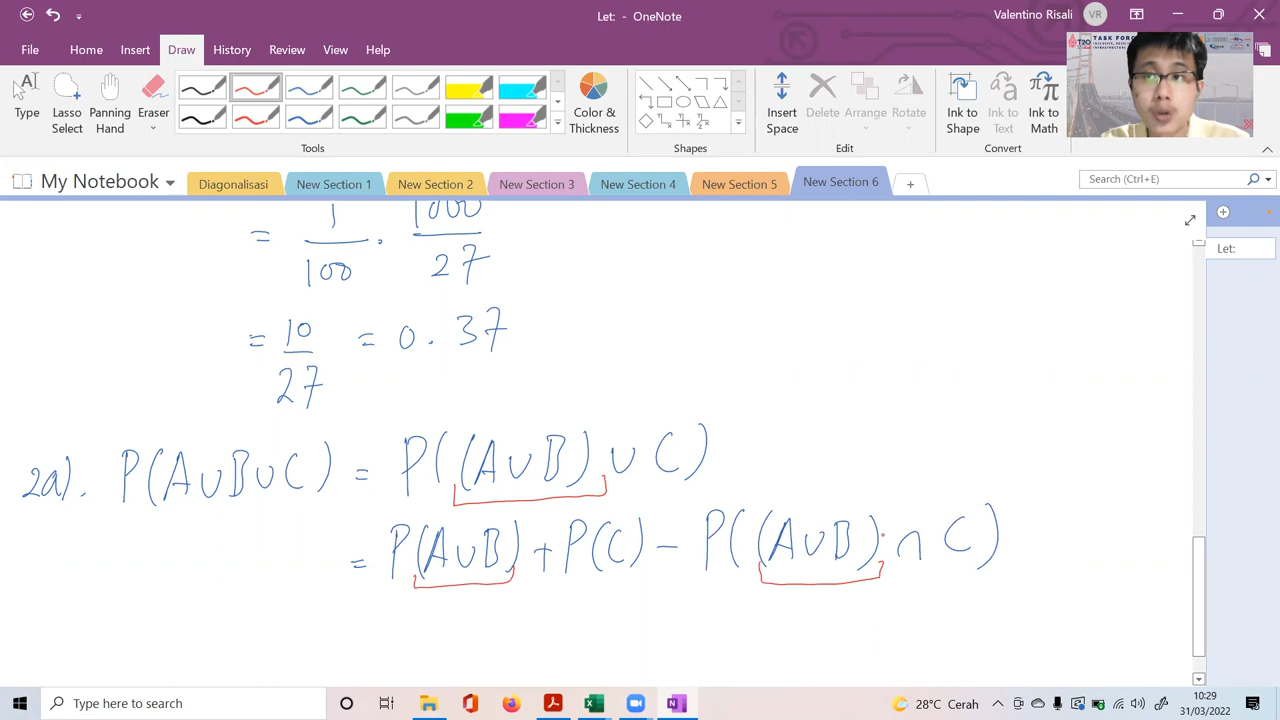 Let: - OneNote
Valentino Risali
VR
File Home Insert Draw History Review View Help
TASK FORCE
T20
Type
Lasso Select
Panning Hand
Eraser
Color & Thickness
Insert Space
Delete
Arrange
Rotate
Ink to Shape
Ink to Text
Ink to Math
Tools
Shapes
Edit
Convert
My Notebook
Diagonalisasi
New Section 1
New Section 2
New Section 3
New Section 4
New Section 5
New Section 6
Search (Ctrl+E)
Let:
= 1/100 . 1000/27
= 10/27 = 0.37
2a). P(A∪B∪C) = P((A∪B) ∪ C)
= P(A∪B) + P(C) - P((A∪B) ∩ C)
Type here to search
28°C Cerah
10:29
31/03/2022